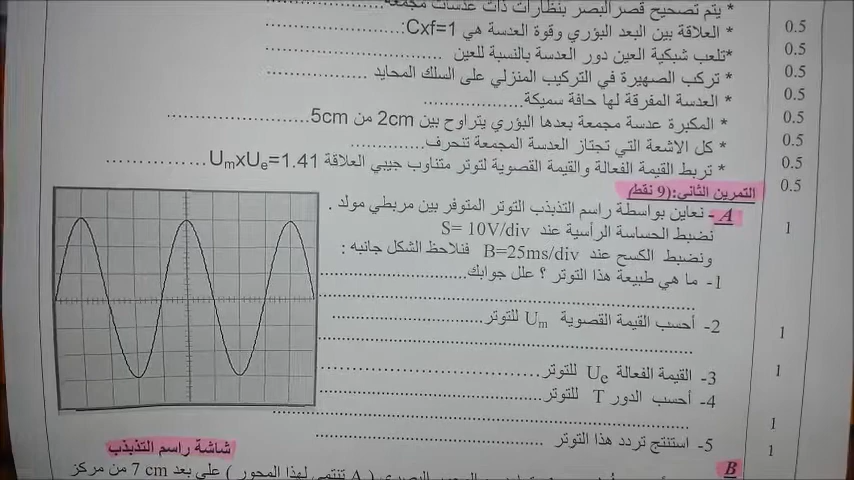 * يتم تصحيح قصر البصر بنظارات ذات عدسات مجمعة
0.5
* العلاقة بين البعد البؤري وقوة العدسة هي Cxf=1:
0.5
*تلعب شبكية العين دور العدسة بالنسبة للعين
0.5
* تركب الصهيرة في التركيب المنزلي على السلك المحايد
0.5
* العدسة المفرقة لها حافة سميكة
0.5
* المكبرة عدسة مجمعة بعدها البؤري يتراوح بين 2cm من 5cm
0.5
* كل الاشعة التي تجتاز العدسة المجمعة تنحرف
0.5
* تربط القيمة الفعالة والقيمة القصوية لتوتر متناوب جيبي العلاقة UmxUe=1.41
0.5
التمرين الثاني:(9 نقط)
A- نعاين بواسطة راسم التذبذب التوتر المتوفر بين مربطي مولد .
نضبط الحساسة الرأسية عند S= 10V/div
ونضبط الكسح عند B=25ms/div فنلاحظ الشكل جانبه :
1- ما هي طبيعة هذا التوتر ؟ علل جوابك
1
2- أحسب القيمة القصوية Um للتوتر
1
3- القيمة الفعالة Ue للتوتر
1
4- أحسب الدور T للتوتر
1
5- استنتج تردد هذا التوتر
1
شاشة راسم التذبذب
B
( A تنتمي لهذا المحور ) على بعد 7 cm من مركز